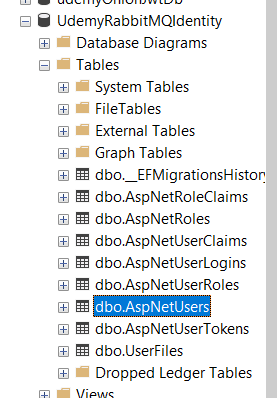 udemyOnionJwtDb
UdemyRabbitMQIdentity
Database Diagrams
Tables
System Tables
FileTables
External Tables
Graph Tables
dbo.__EFMigrationsHistory
dbo.AspNetRoleClaims
dbo.AspNetRoles
dbo.AspNetUserClaims
dbo.AspNetUserLogins
dbo.AspNetUserRoles
dbo.AspNetUsers
dbo.AspNetUserTokens
dbo.UserFiles
Dropped Ledger Tables
Views